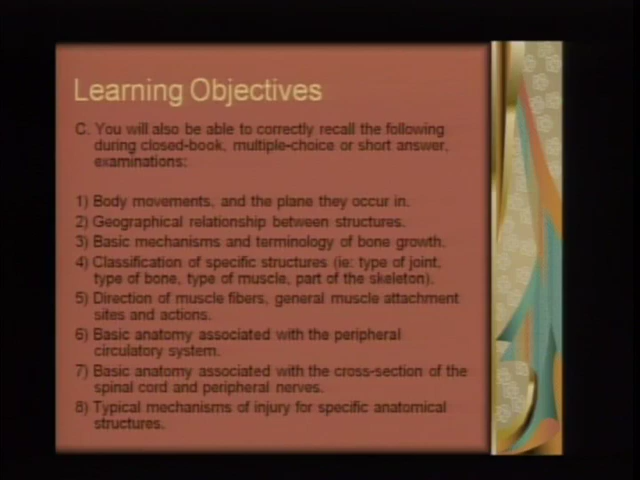 Learning Objectives
C. You will also be able to correctly recall the following
during closed-book, multiple-choice or short answer,
examinations:
1) Body movements, and the plane they occur in.
2) Geographical relationship between structures.
3) Basic mechanisms and terminology of bone growth.
4) Classification of specific structures (ie: type of joint,
type of bone, type of muscle, part of the skeleton).
5) Direction of muscle fibers, general muscle attachment
sites and actions.
6) Basic anatomy associated with the peripheral
circulatory system.
7) Basic anatomy associated with the cross-section of the
spinal cord and peripheral nerves.
8) Typical mechanisms of injury for specific anatomical
structures.